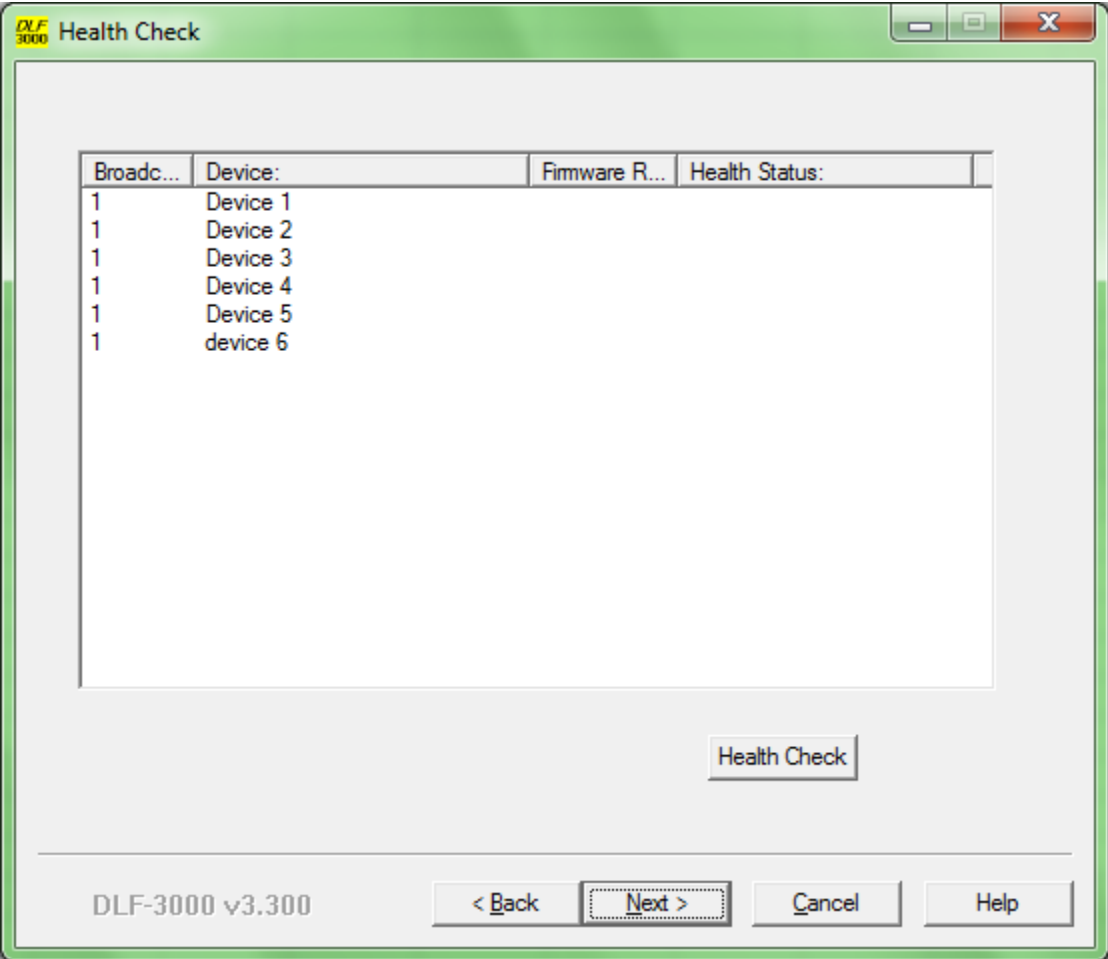 DLF
3000 Health Check
Broadc... Device: Firmware R... Health Status:
1 Device 1
1 Device 2
1 Device 3
1 Device 4
1 Device 5
1 device 6
Health Check
DLF-3000 v3.300 < Back Next > Cancel Help